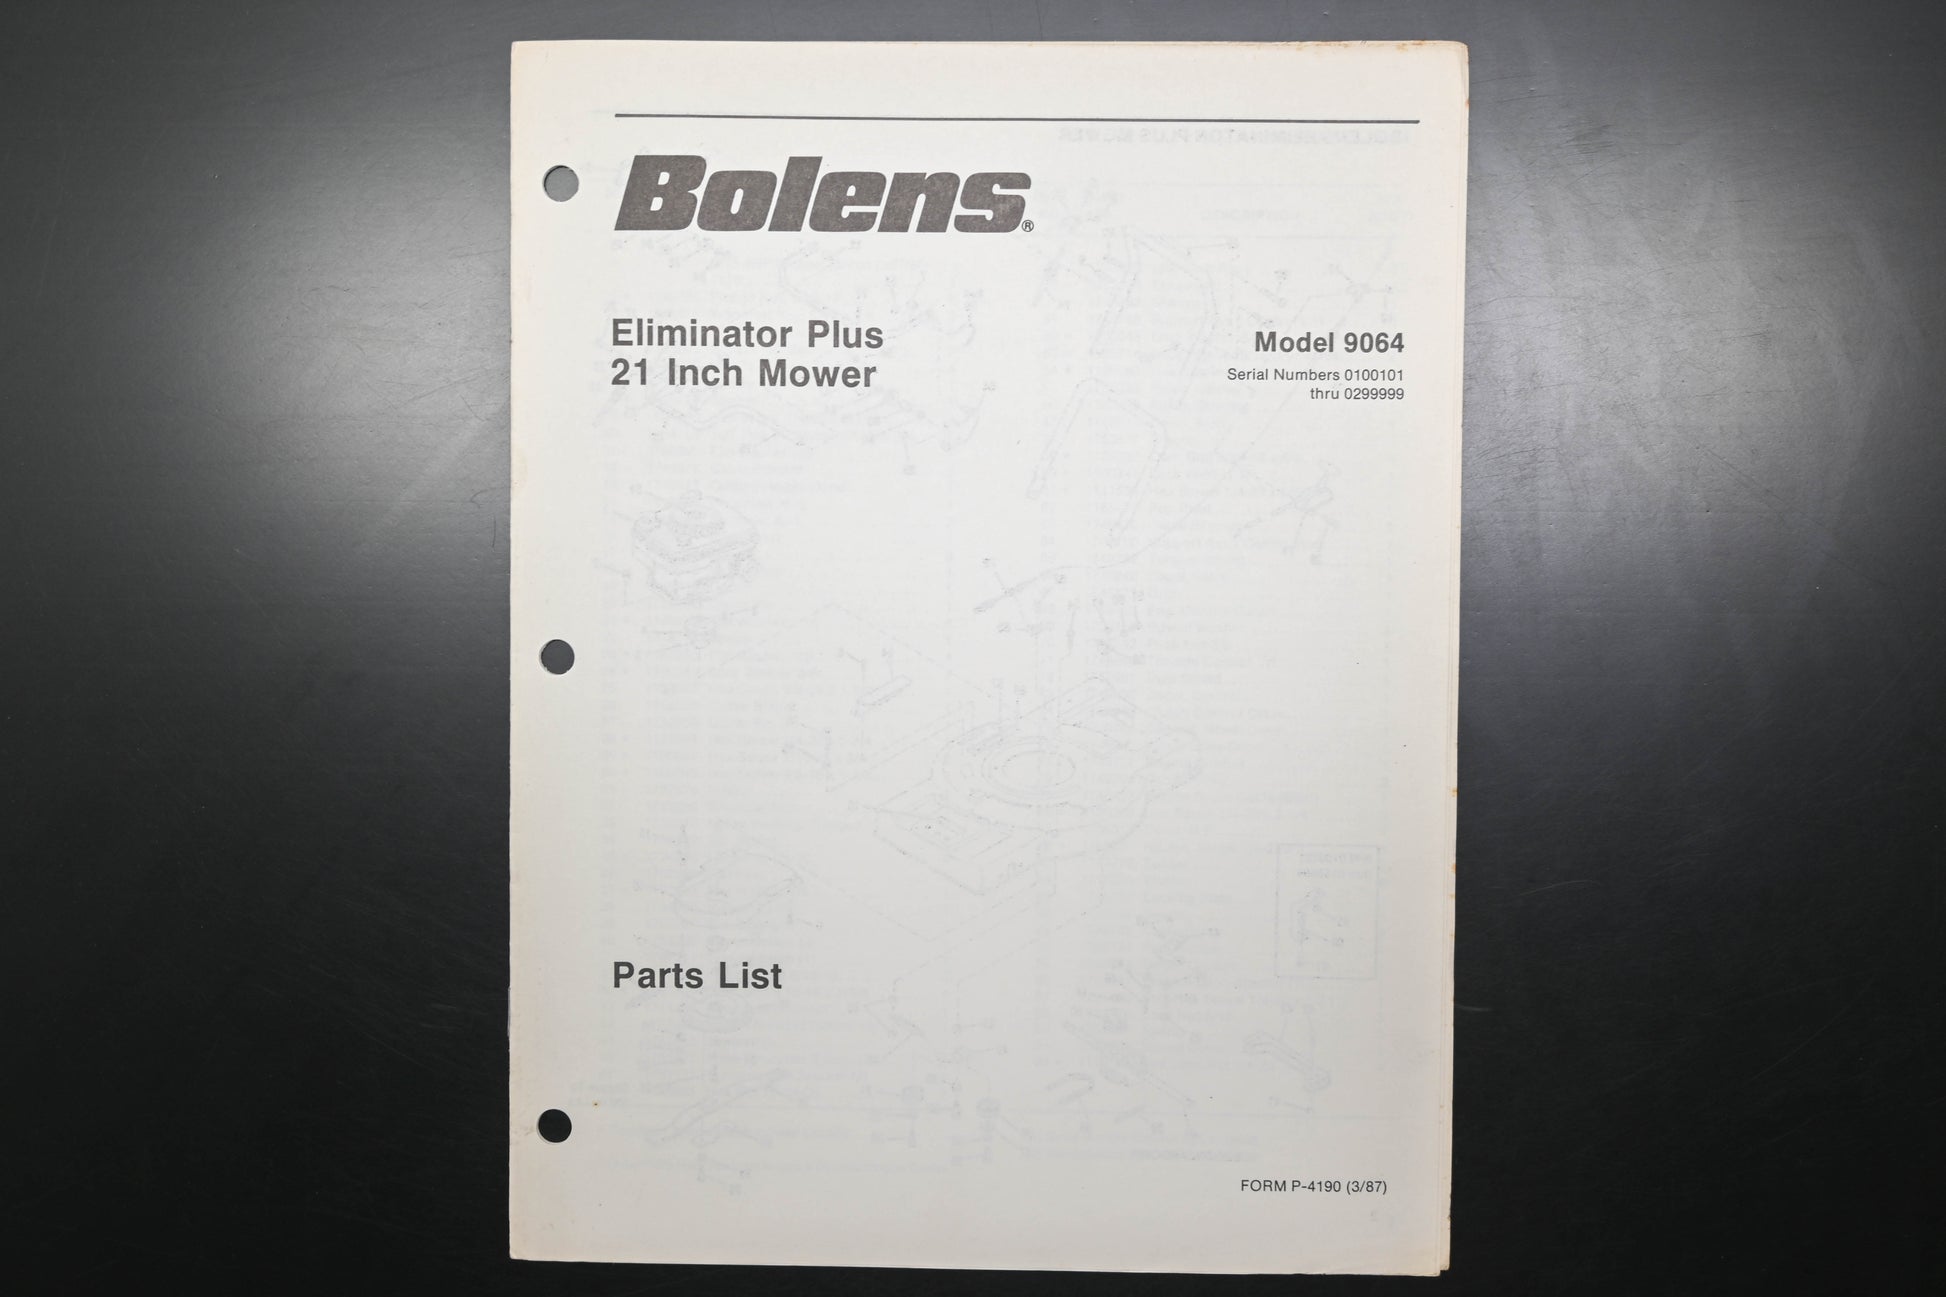 Bolens®
Eliminator Plus
21 Inch Mower
Model 9064
Serial Numbers 0100101
thru 0299999
Parts List
FORM P-4190 (3/87)